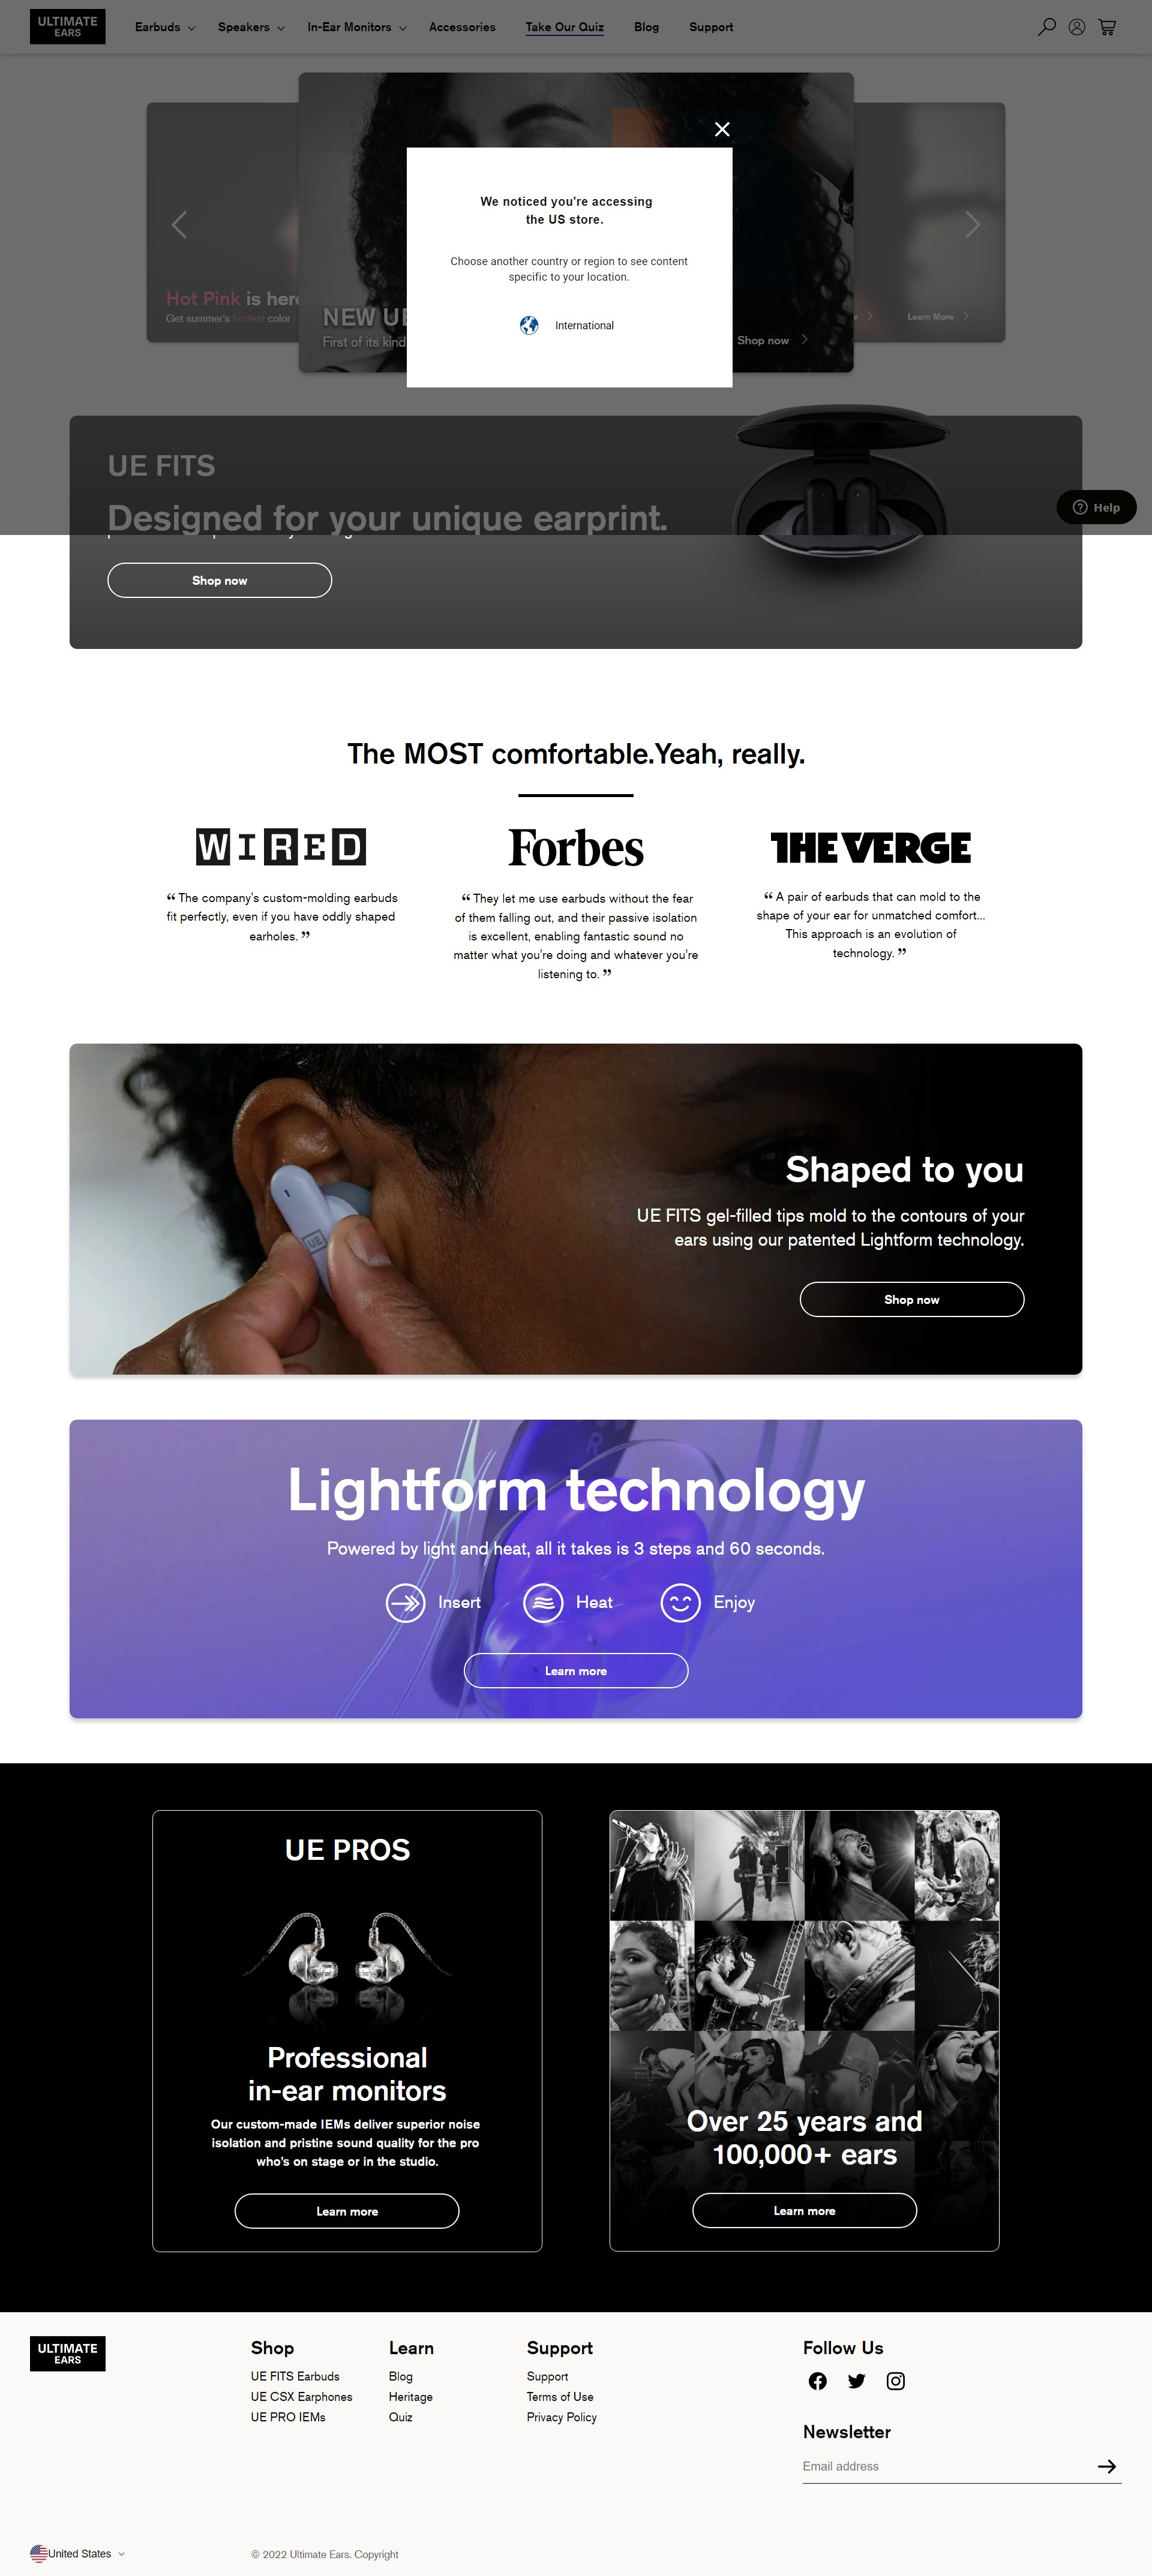 ULTIMATE
EARS
Earbuds
Speakers
In-Ear Monitors
Accessories
Take Our Quiz
Blog
Support
We noticed you're accessing
the US store.
Choose another country or region to see content
specific to your location.
International
Hot Pink is here
Get summer's hottest color
NEW UE
First of its kind
Shop now
Learn More
UE FITS
Designed for your unique earprint.
Help
Shop now
The MOST comfortable.Yeah, really.
WIRED
“ The company's custom-molding earbuds
fit perfectly, even if you have oddly shaped
earholes. ”
Forbes
“ They let me use earbuds without the fear
of them falling out, and their passive isolation
is excellent, enabling fantastic sound no
matter what you're doing and whatever you're
listening to. ”
THE VERGE
“ A pair of earbuds that can mold to the
shape of your ear for unmatched comfort...
This approach is an evolution of
technology. ”
UE
Shaped to you
UE FITS gel-filled tips mold to the contours of your
ears using our patented Lightform technology.
Shop now
R
Lightform technology
Powered by light and heat, all it takes is 3 steps and 60 seconds.
Insert
Heat
Enjoy
Learn more
UE PROS
Professional
in-ear monitors
Our custom-made IEMs deliver superior noise
isolation and pristine sound quality for the pro
who's on stage or in the studio.
Learn more
Over 25 years and
100,000+ ears
Learn more
ULTIMATE
EARS
Shop
UE FITS Earbuds
UE CSX Earphones
UE PRO IEMs
Learn
Blog
Heritage
Quiz
Support
Support
Terms of Use
Privacy Policy
Follow Us
Newsletter
Email address
United States
© 2022 Ultimate Ears. Copyright